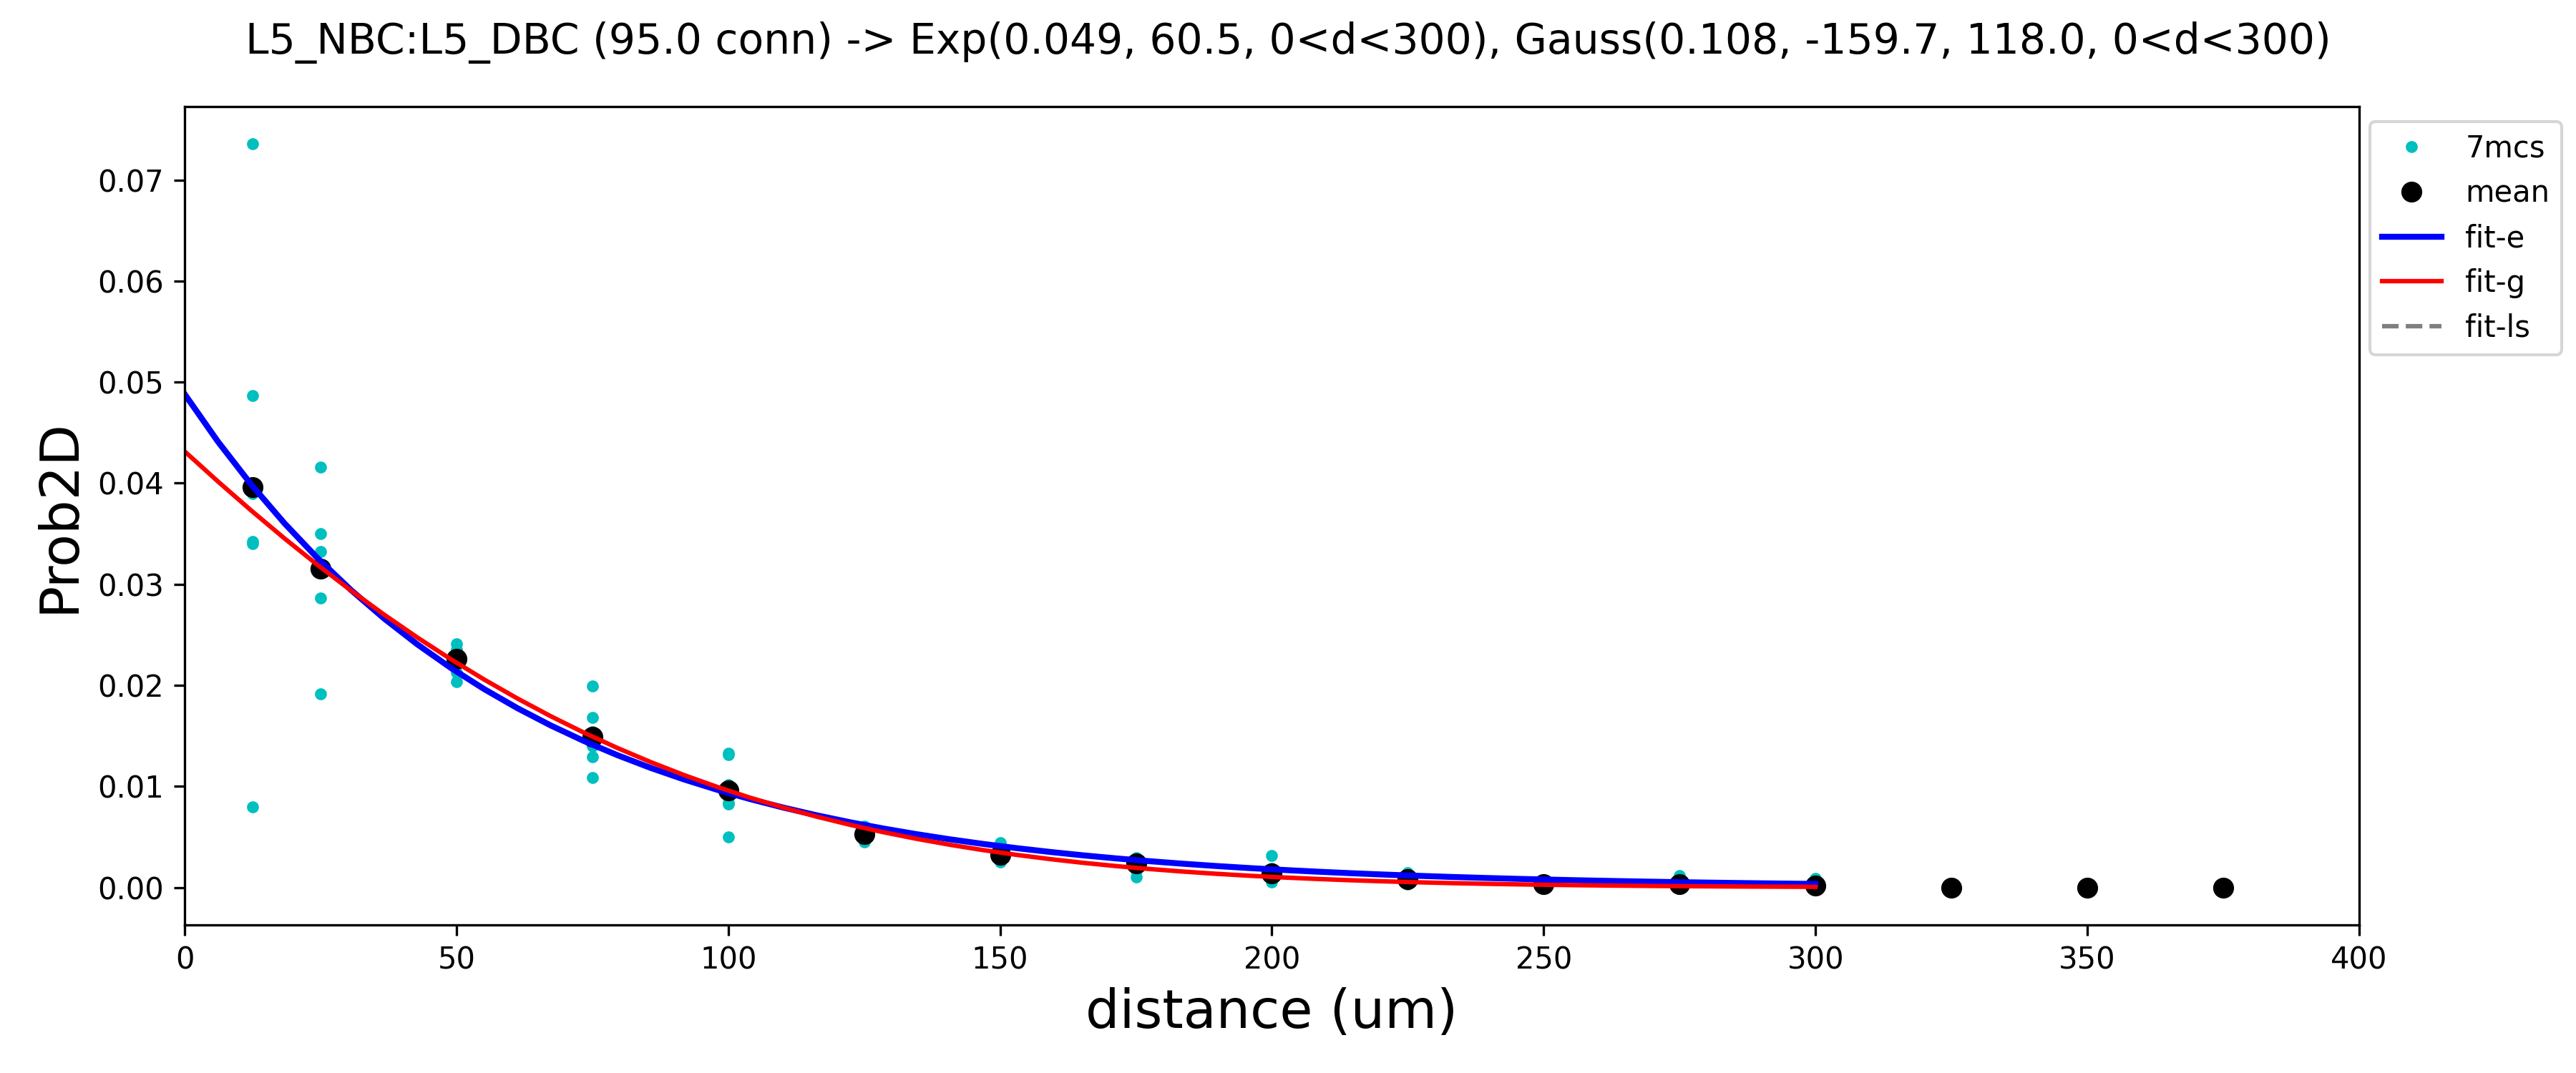 L5_NBC:L5_DBC (95.0 conn) -> Exp(0.049, 60.5, 0<d<300), Gauss(0.108, -159.7, 118.0, 0<d<300)
7mcs
mean
fit-e
fit-g
fit-ls
Prob2D
0.07
0.06
0.05
0.04
0.03
0.02
0.01
0.00
0 50 100 150 200 250 300 350 400
distance (um)